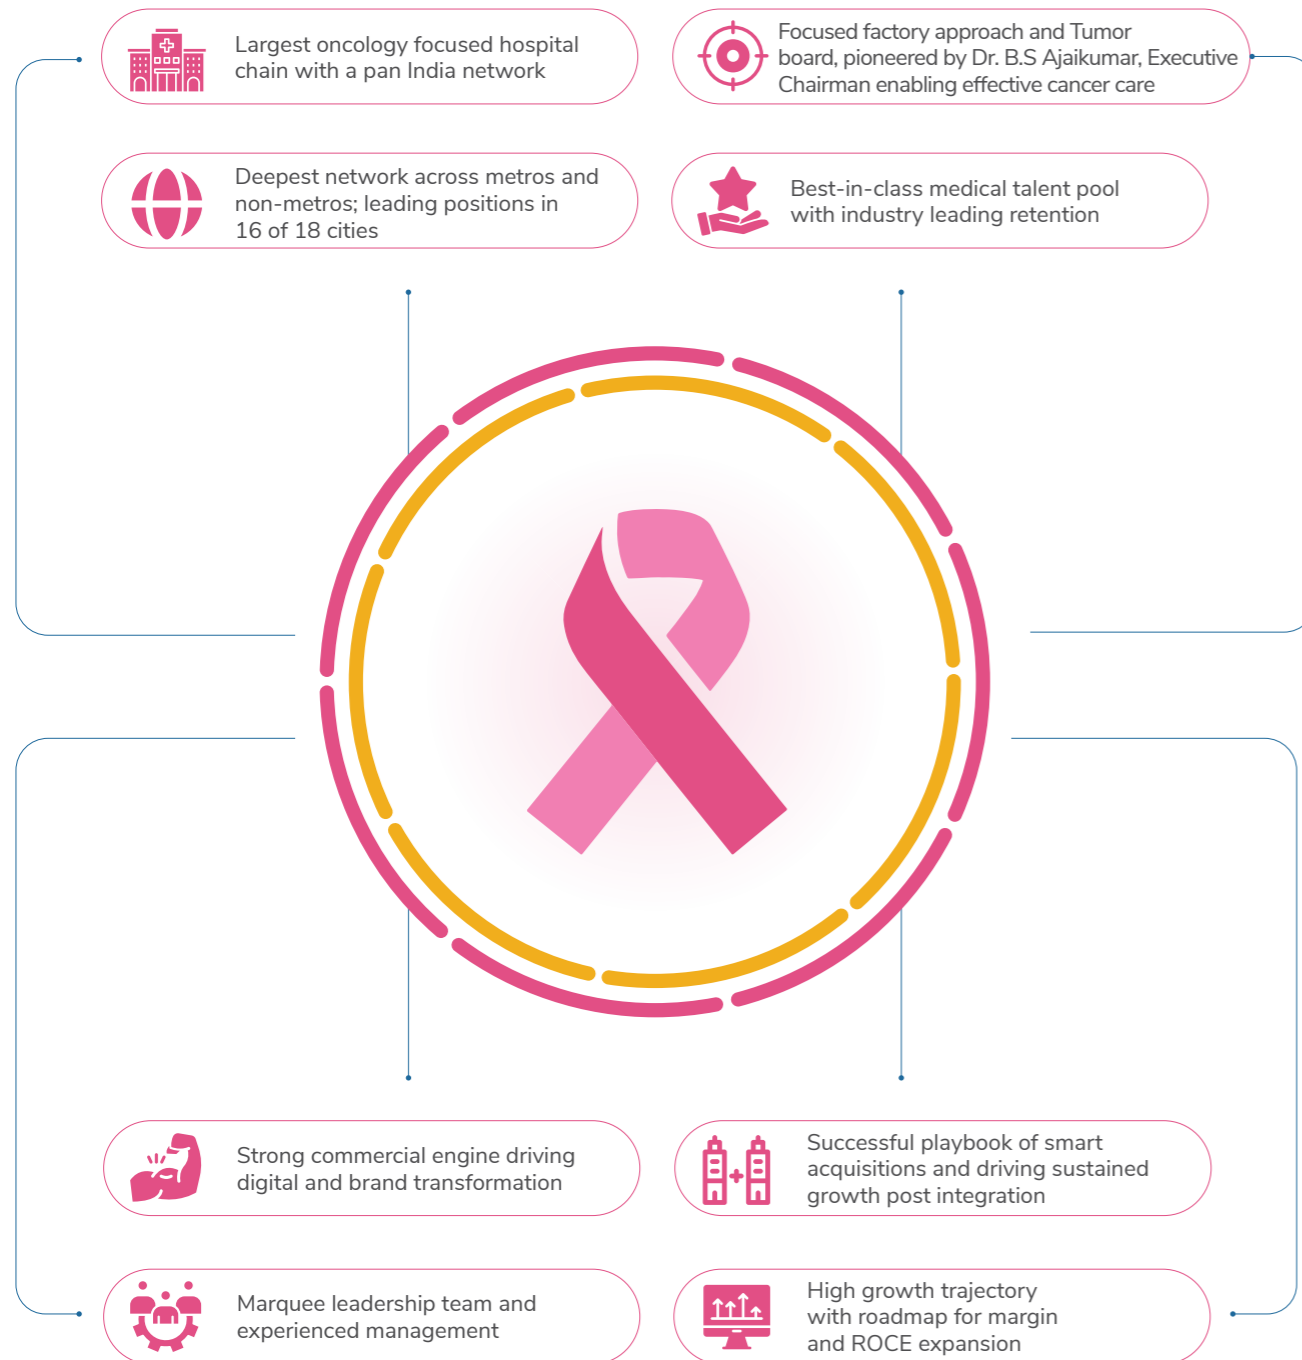 Largest oncology focused hospital
chain with a pan India network
Focused factory approach and Tumor
board, pioneered by Dr. B.S Ajaikumar, Executive
Chairman enabling effective cancer care
Deepest network across metros and
non-metros; leading positions in
16 of 18 cities
Best-in-class medical talent pool
with industry leading retention
Strong commercial engine driving
digital and brand transformation
Successful playbook of smart
acquisitions and driving sustained
growth post integration
Marquee leadership team and
experienced management
High growth trajectory
with roadmap for margin
and ROCE expansion